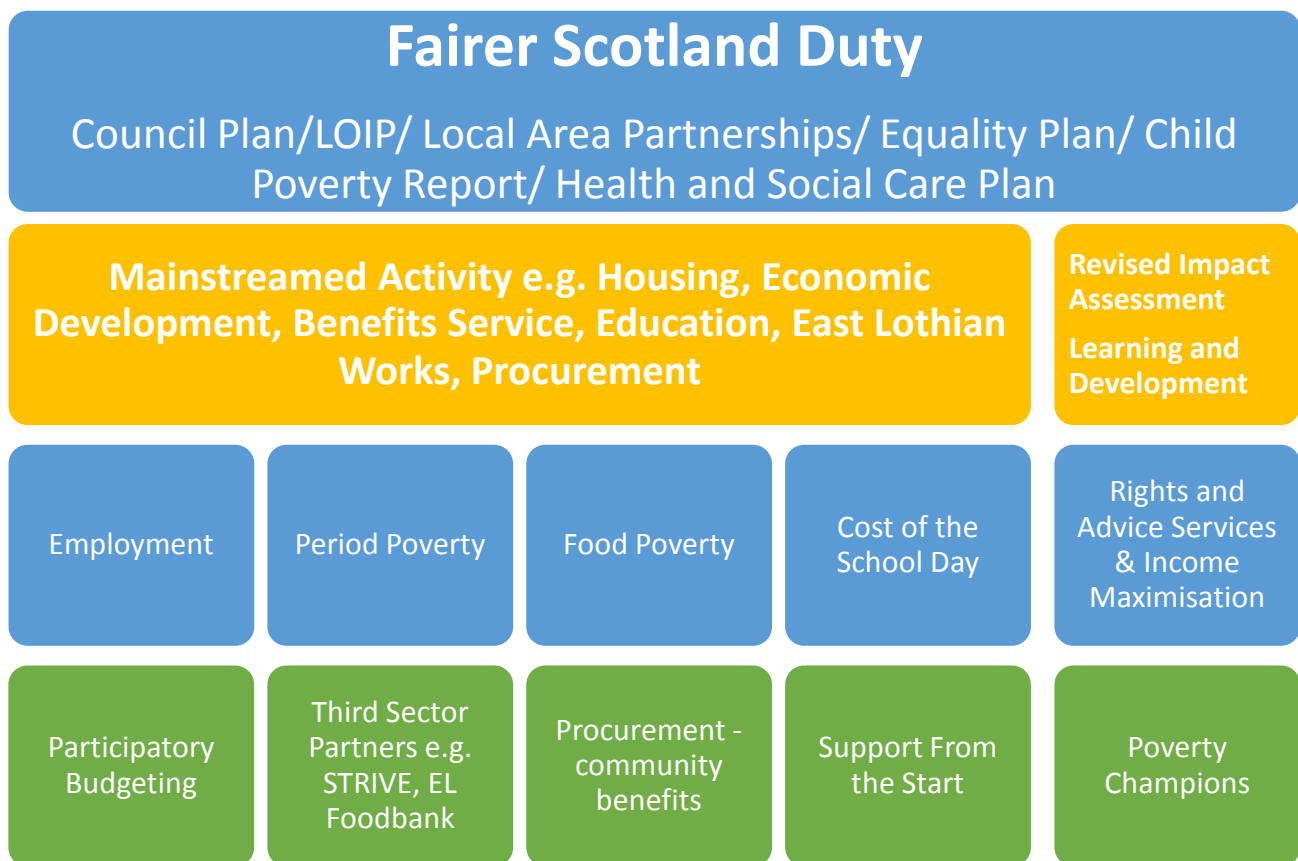 Fairer Scotland Duty
Council Plan/LOIP/ Local Area Partnerships/ Equality Plan/ Child
Poverty Report/ Health and Social Care Plan
Mainstreamed Activity e.g. Housing, Economic
Development, Benefits Service, Education, East Lothian
Works, Procurement
Revised Impact
Assessment
Learning and
Development
Employment
Period Poverty
Food Poverty
Cost of the
School Day
Rights and
Advice Services
& Income
Maximisation
Participatory
Budgeting
Third Sector
Partners e.g.
STRIVE, EL
Foodbank
Procurement -
community
benefits
Support From
the Start
Poverty
Champions